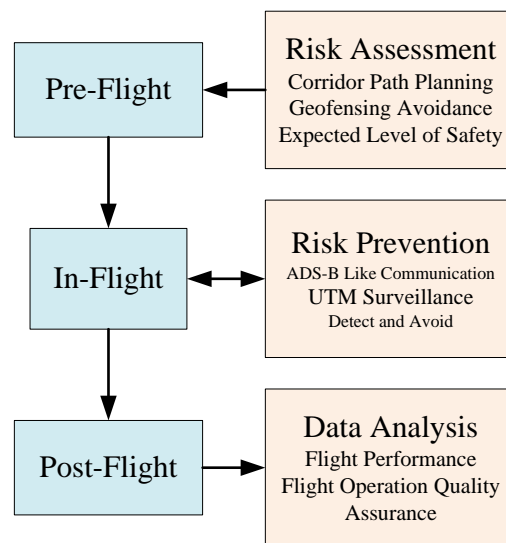 Pre-Flight
Risk Assessment
Corridor Path Planning
Geofensing Avoidance
Expected Level of Safety
In-Flight
Risk Prevention
ADS-B Like Communication
UTM Surveillance
Detect and Avoid
Post-Flight
Data Analysis
Flight Performance
Flight Operation Quality
Assurance